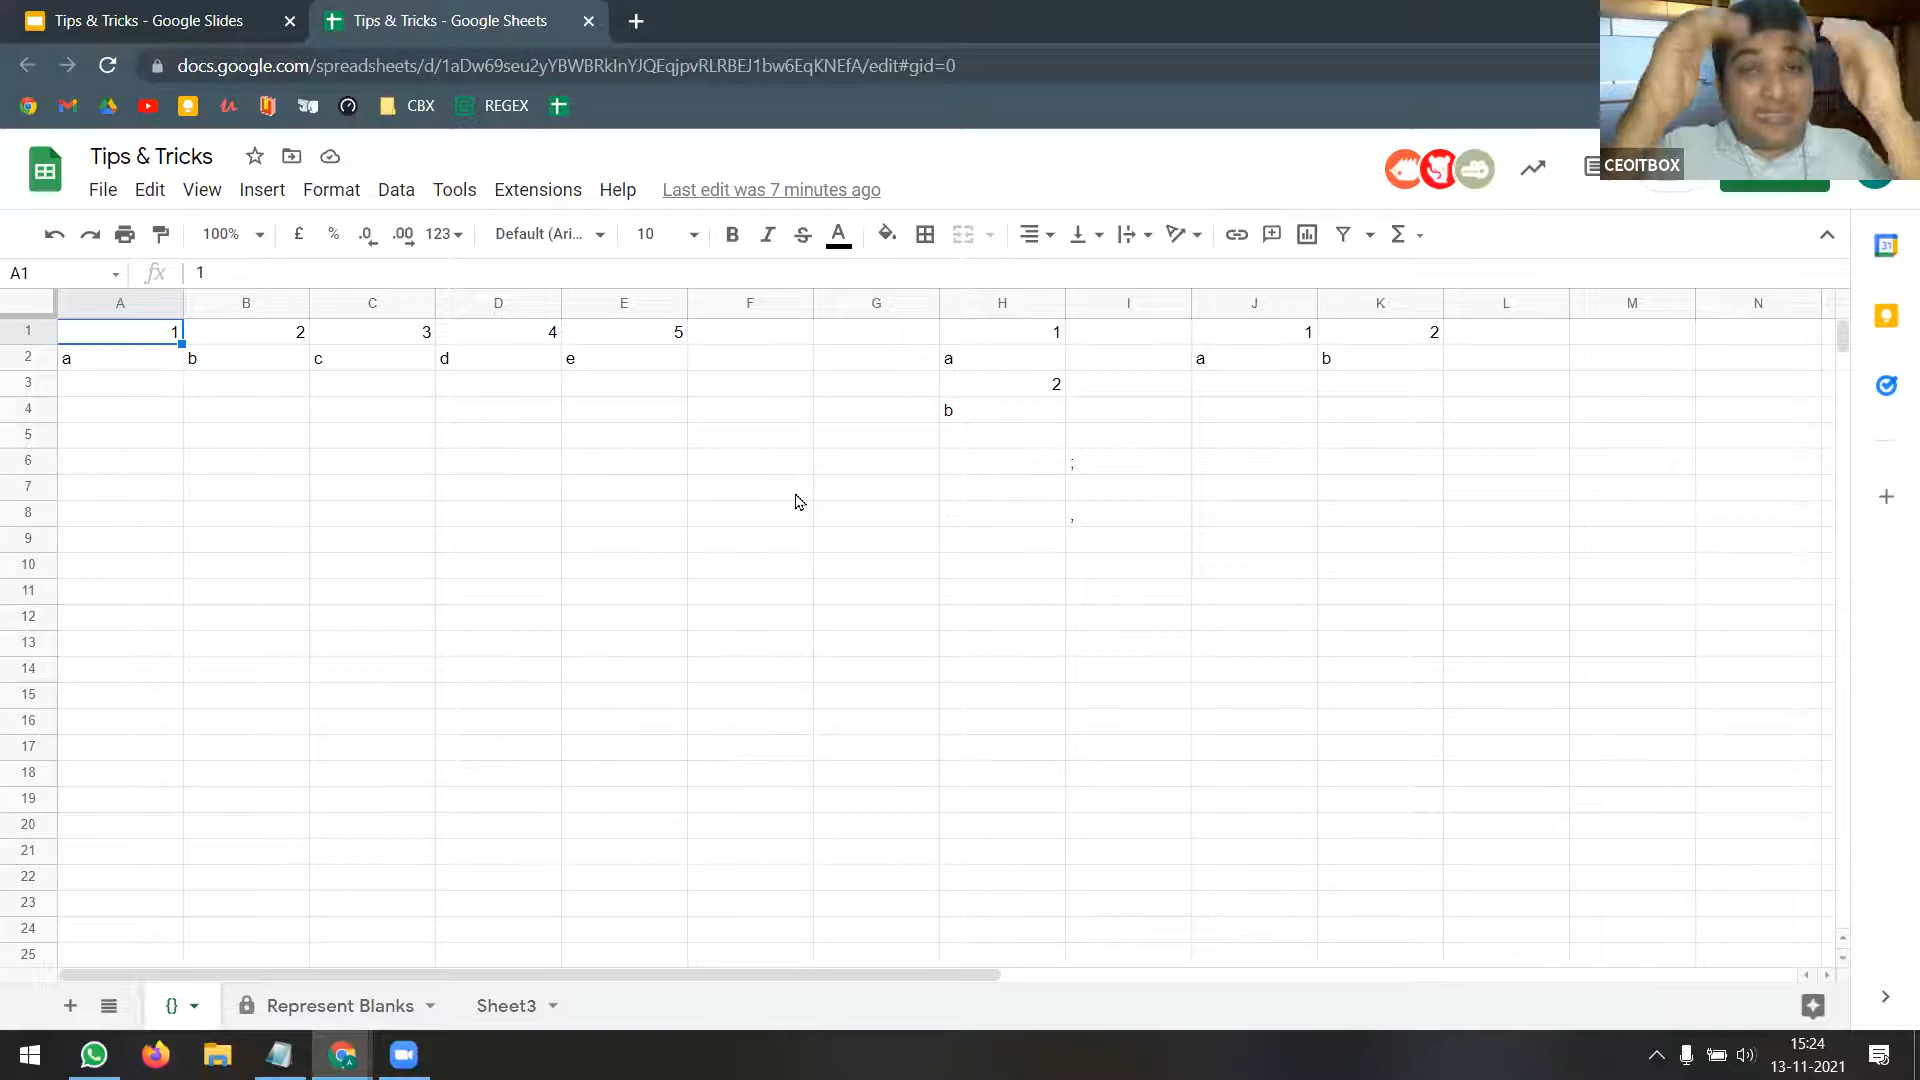 Tips & Tricks - Google Slides
Tips & Tricks - Google Sheets
docs.google.com/spreadsheets/d/1aDw69seu2yYBWBRkInYJQEqjpvRLRBEJ1bw6EqKNEfA/edit#gid=0
CBX
REGEX
CEOITBOX
Tips & Tricks
File Edit View Insert Format Data Tools Extensions Help Last edit was 7 minutes ago
100% £ % .0 .00 123 Default (Ari... 10 B I S A Σ
A1 fx 1
A B C D E F G H I J K L M N
1 1 2 3 4 5 1 1 2
2 a b c d e a a b
3 2
4 b
5
6 ;
7
8 ,
9
10
11
12
13
14
15
16
17
18
19
20
21
22
23
24
25
{} Represent Blanks Sheet3
15:24
13-11-2021